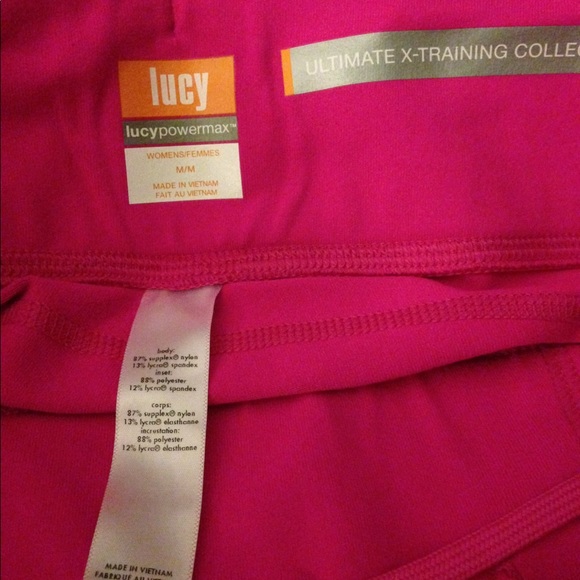 lucy
lucypowermax™
WOMENS/FEMMES
M/M
MADE IN VIETNAM
FAIT AU VIETNAM
ULTIMATE X-TRAINING COLLEC
body:
87% supplex® nylon
13% lycra® spandex
inset:
88% polyester
12% lycra® spandex
corps:
87% supplex® nylon
13% lycra® elasthanne
incrustation:
88% polyester
12% lycra® elasthanne
MADE IN VIETNAM
FABRIQUE AU